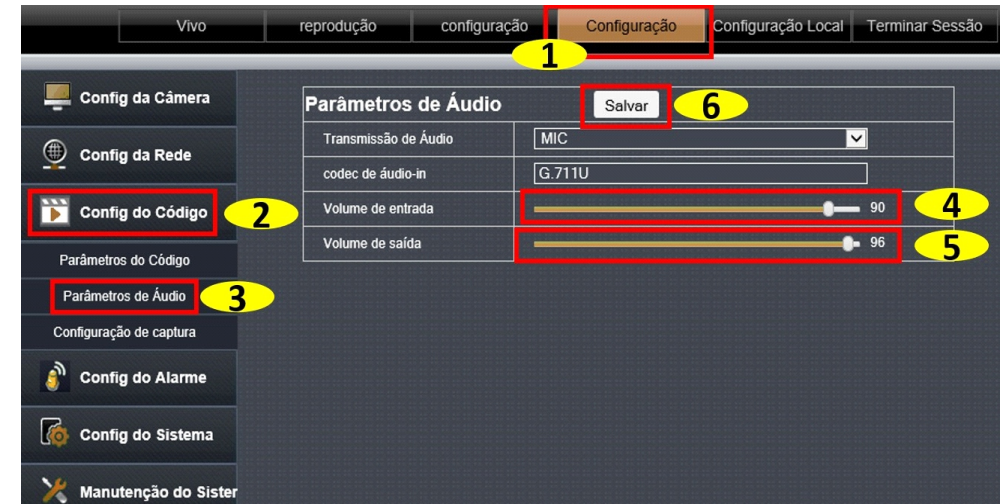 Vivo reprodução configuração Configuração Configuração Local Terminar Sessão
1
Config da Câmera
Config da Rede
Config do Código 2
Parâmetros do Código
Parâmetros de Áudio 3
Configuração de captura
Config do Alarme
Config do Sistema
Manutenção do Sister
Parâmetros de Áudio Salvar 6
Transmissão de Áudio MIC
codec de áudio-in G.711U
Volume de entrada 90 4
Volume de saída 96 5